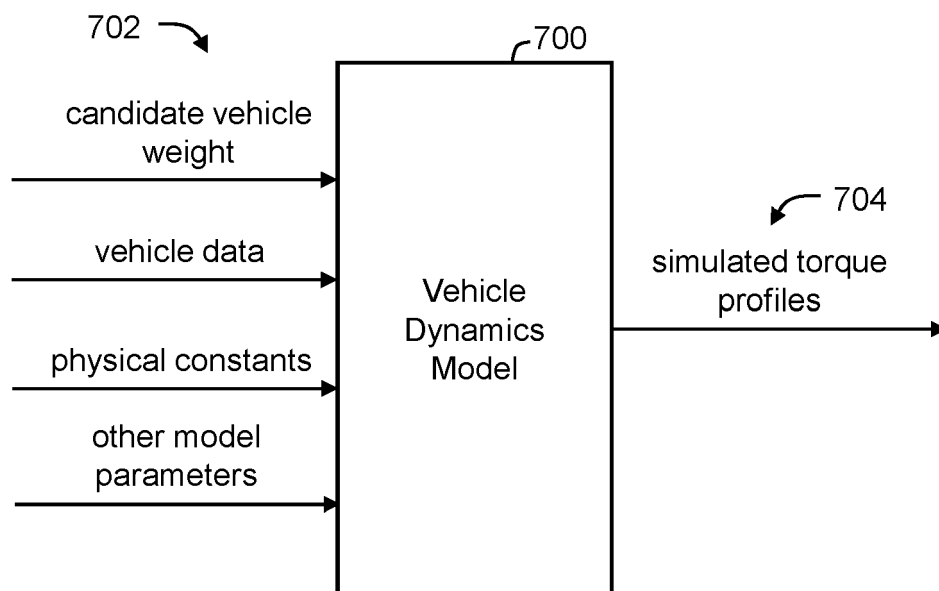 702
700
candidate vehicle
weight
vehicle data
physical constants
other model
parameters
Vehicle
Dynamics
Model
704
simulated torque
profiles